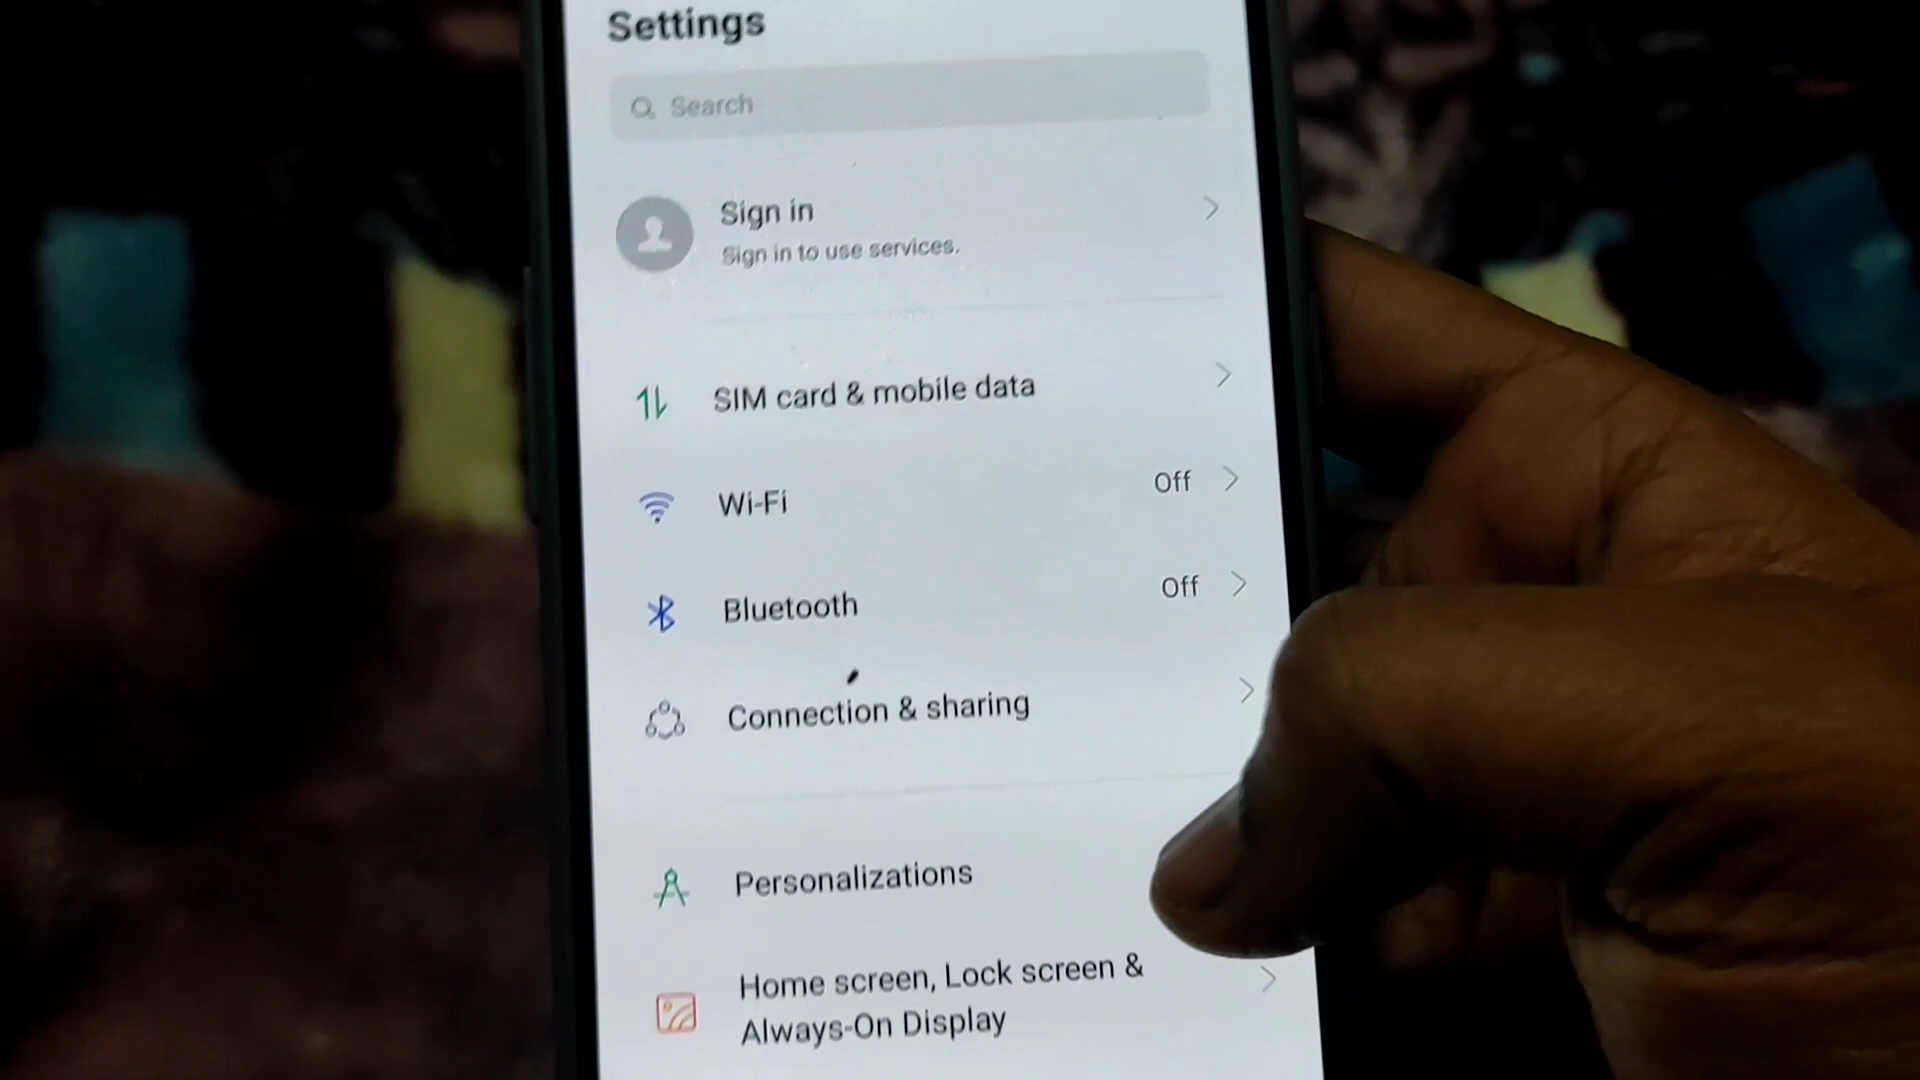 Settings
Search
Sign in
Sign in to use services.
SIM card & mobile data
Wi-Fi
Off
Bluetooth
Off
Connection & sharing
Personalizations
Home screen, Lock screen &
Always-On Display